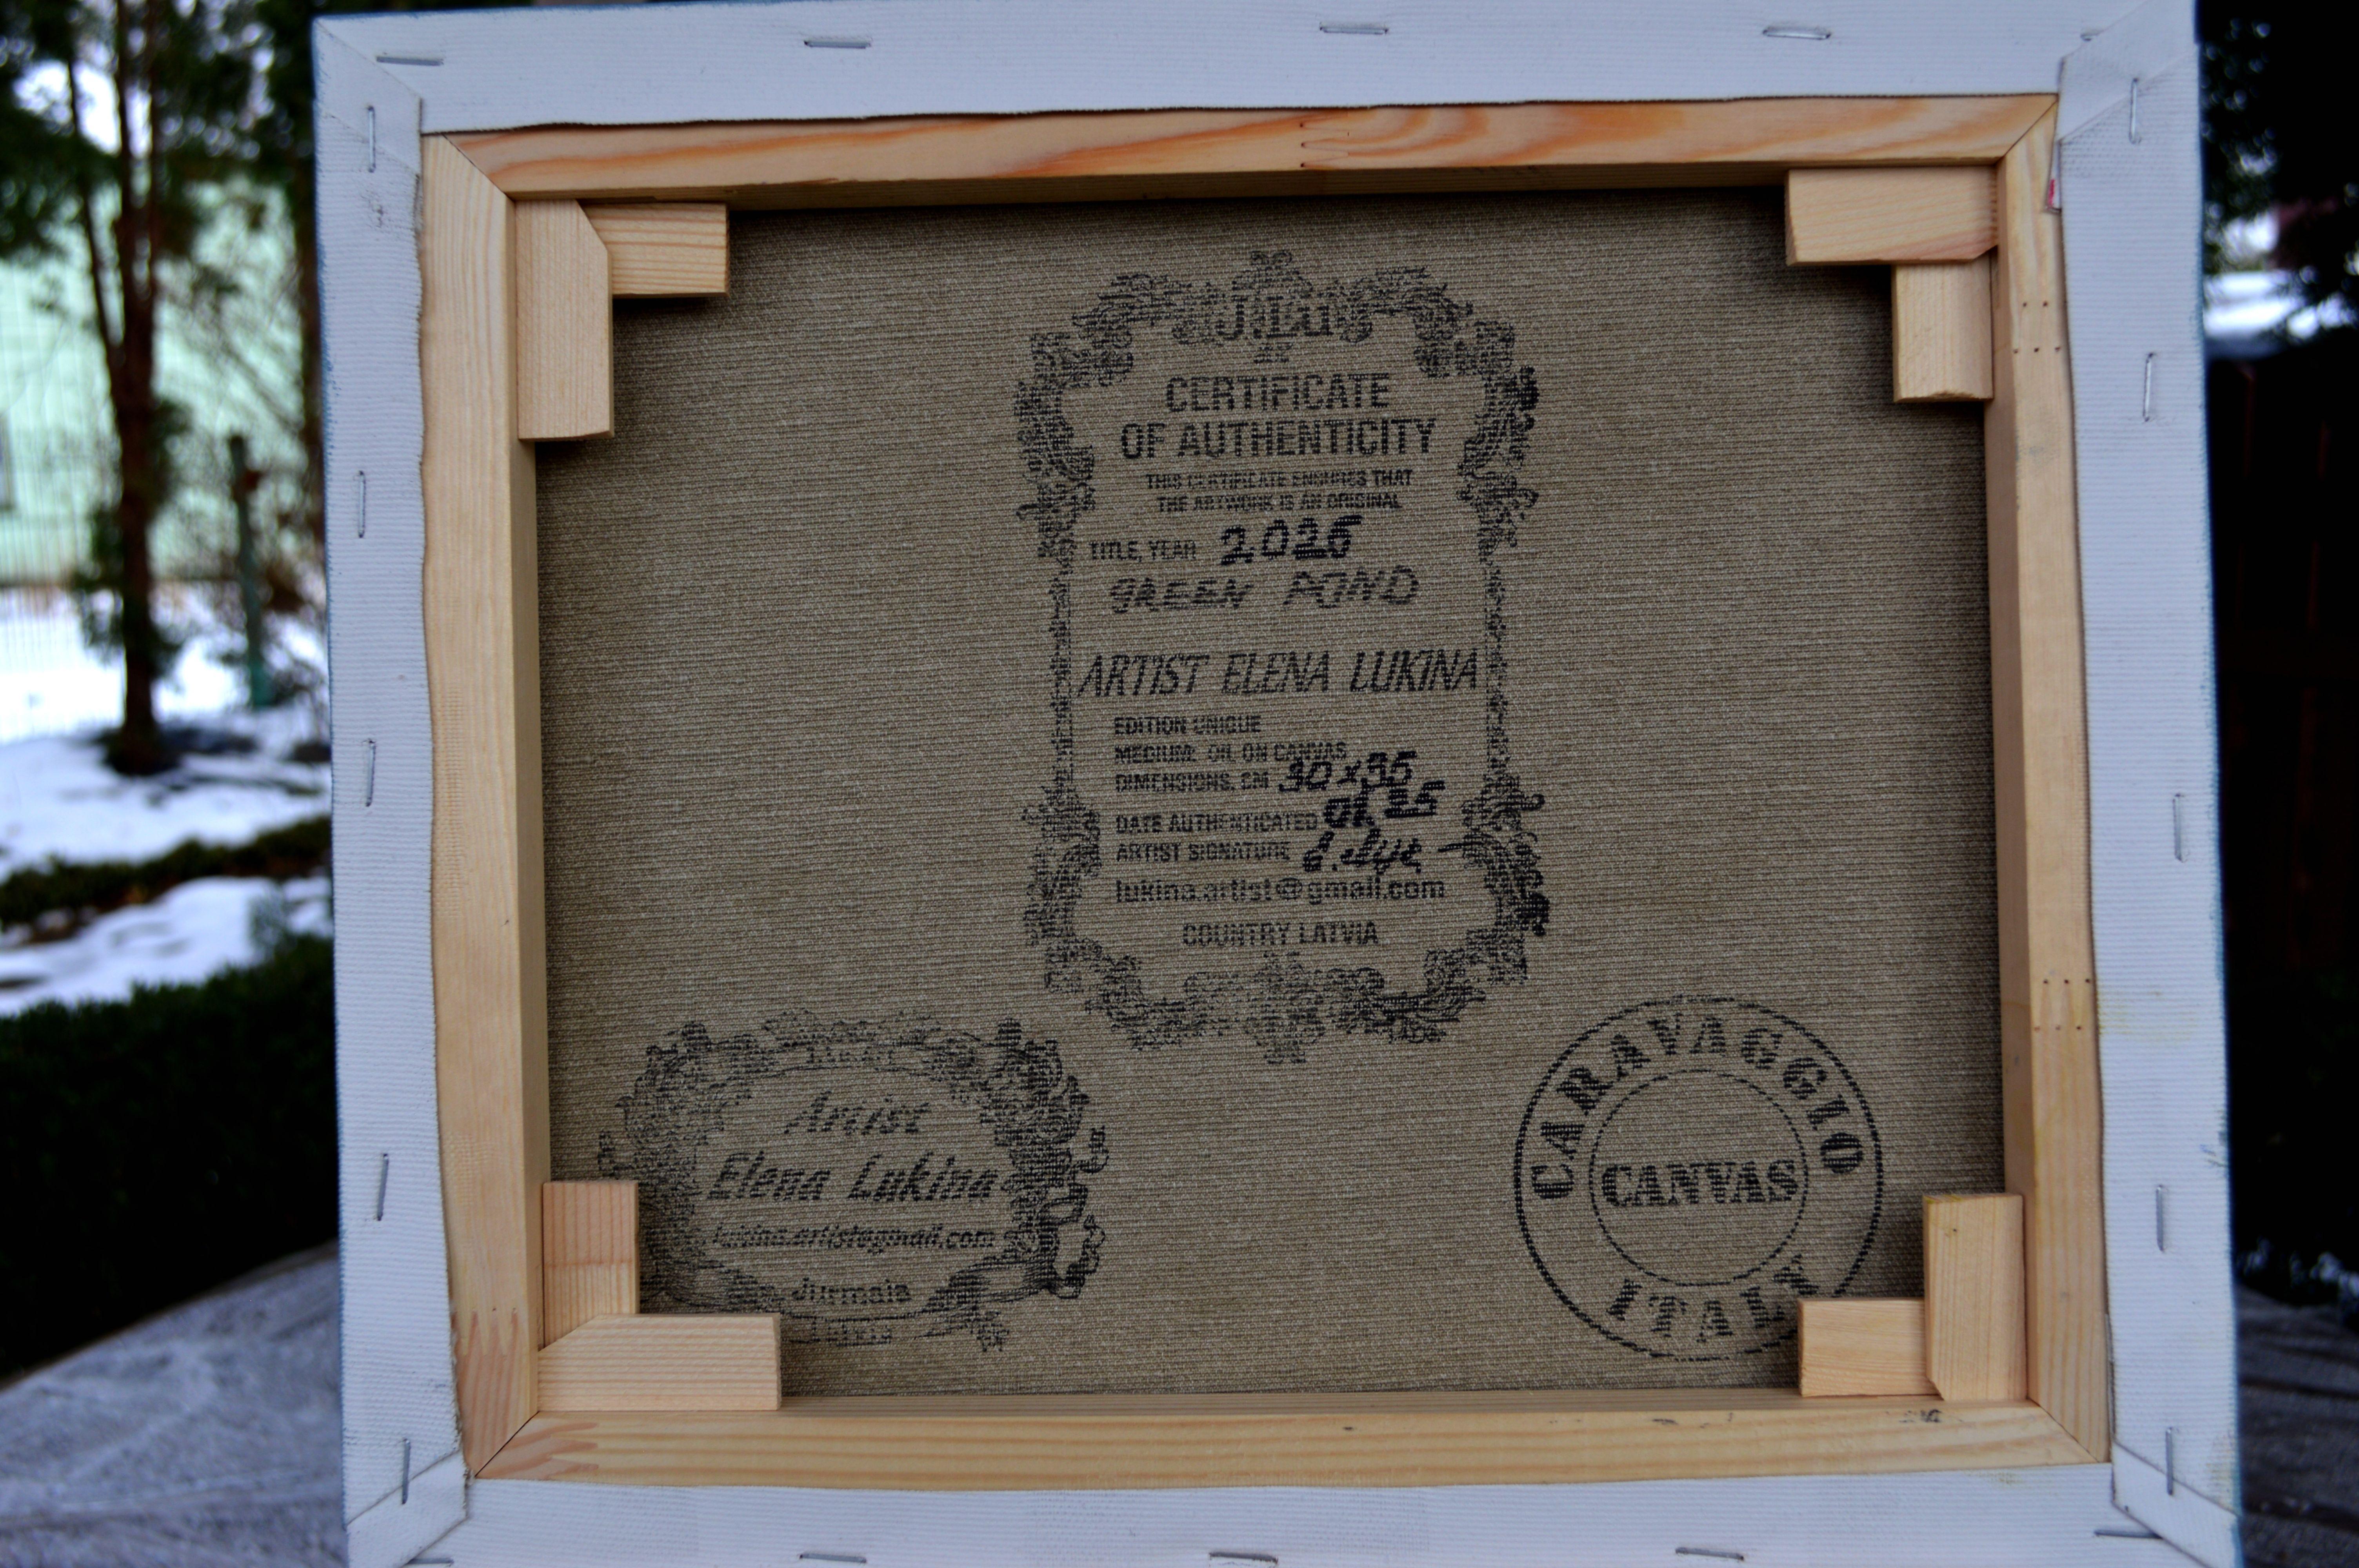 CERTIFICATE
OF AUTHENTICITY
THIS CERTIFICATE ENSURES THAT
THE ARTWORK IS AN ORIGINAL
TITLE, YEAR 2025
GREEN POND
ARTIST ELENA LUKINA
EDITION UNIQUE
MEDIUM: OIL ON CANVAS
DIMENSIONS, CM 30x35
DATE AUTHENTICATED 01.25
ARTIST SIGNATURE
lukina.artist@gmail.com
COUNTRY LATVIA
Artist
Elena Lukina
lukina.artist@gmail.com
Jurmala
CARAVAGGIO
CANVAS
ITALY